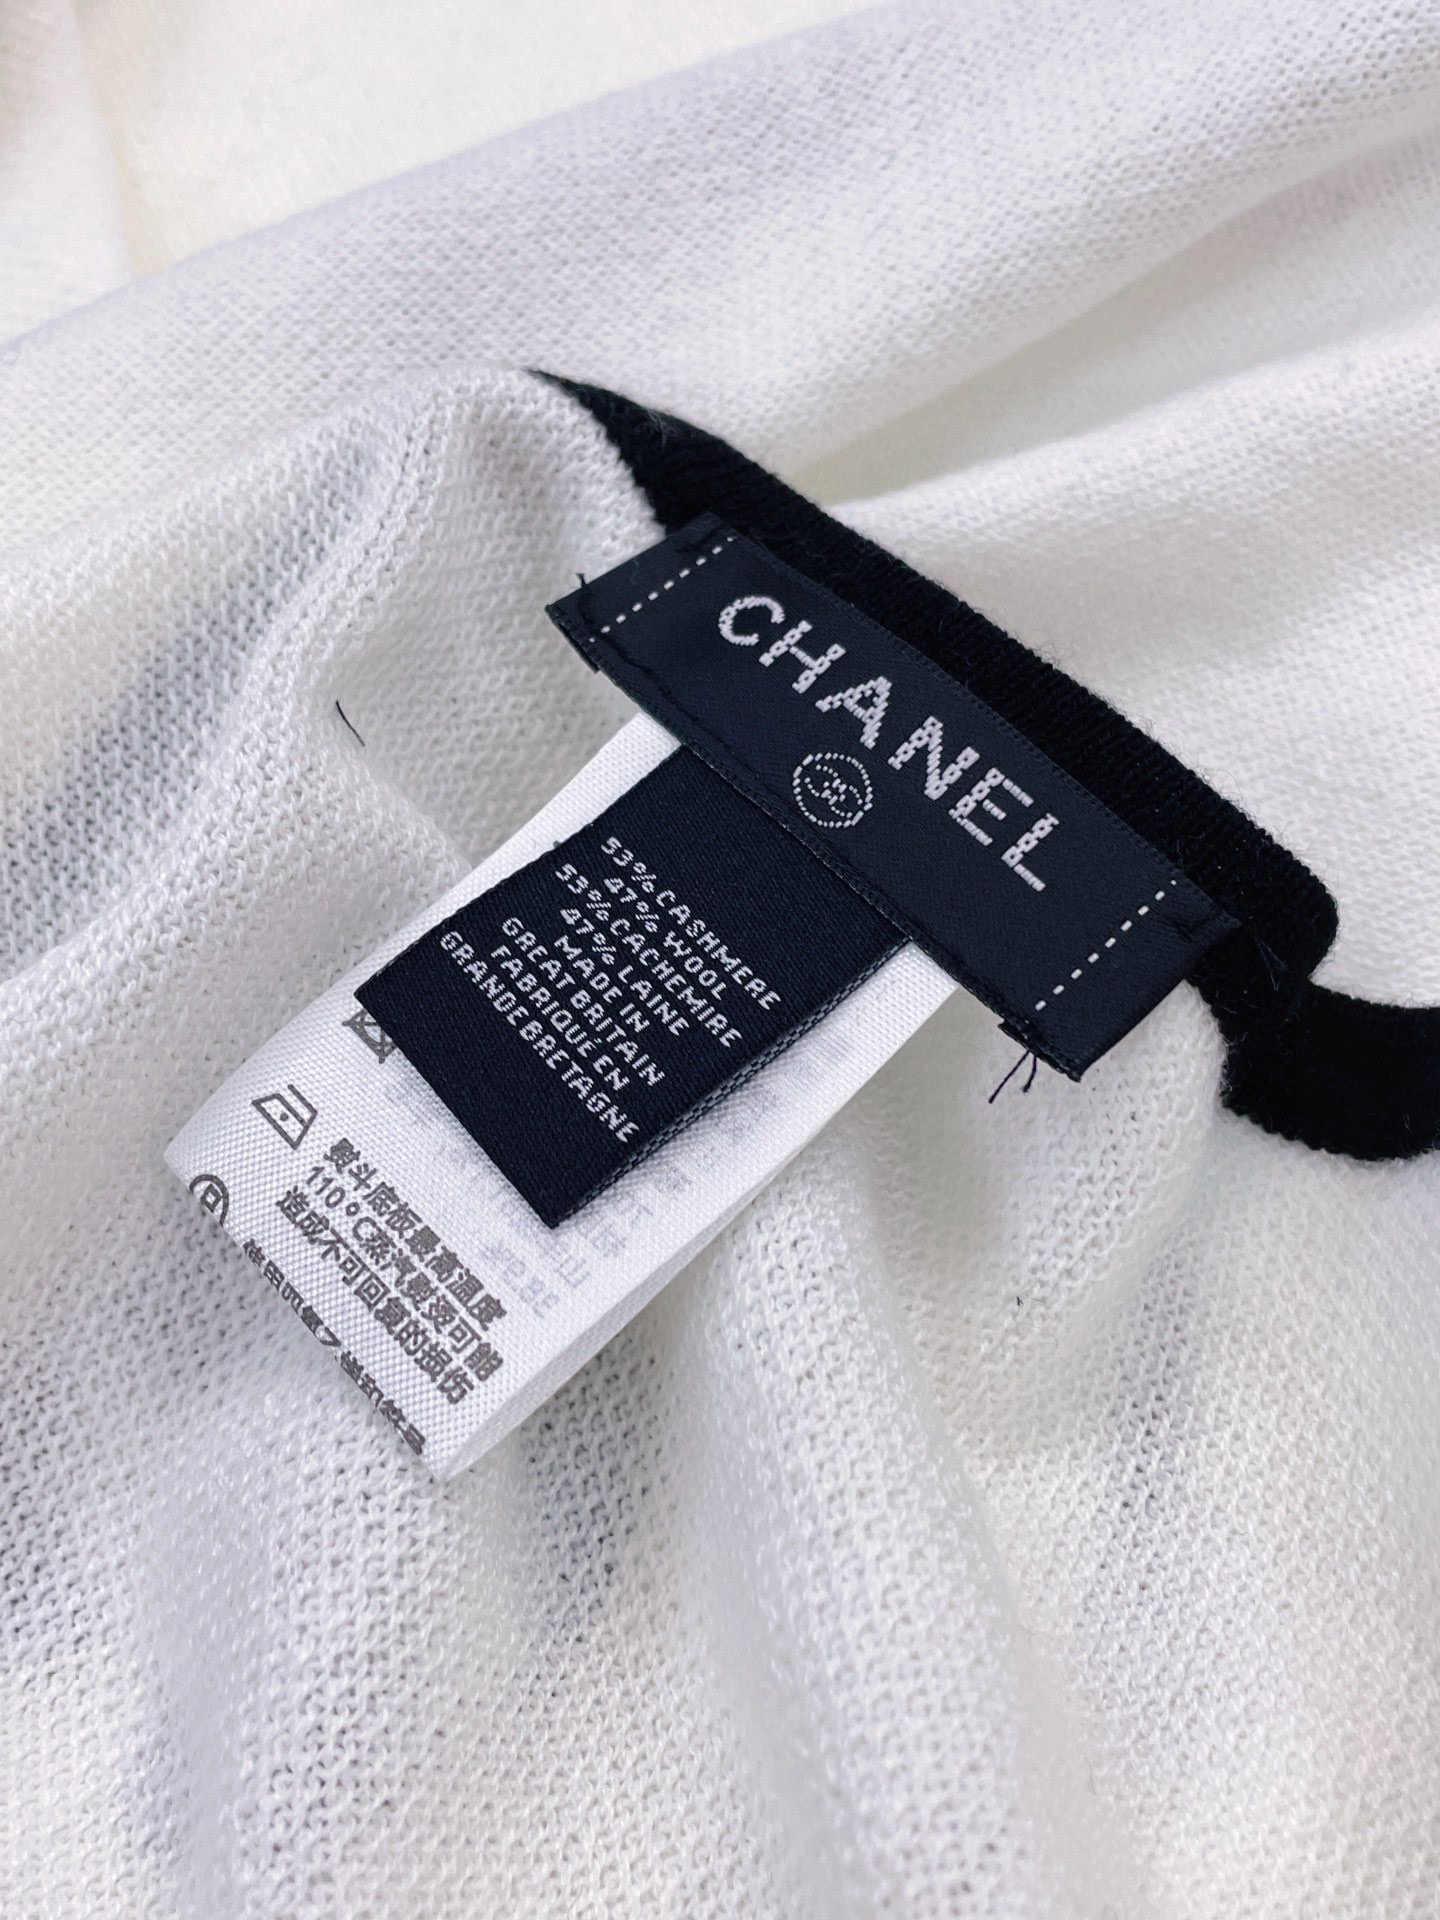 CHANEL
53% CASHMERE
47% WOOL
53% CACHEMIRE
47% LAINE
MADE IN
GREAT BRITAIN
FABRIQUÉ EN
GRANDE BRETAGNE
熨斗底板最高温度
110°C蒸汽熨烫可能
造成不可回复的损伤